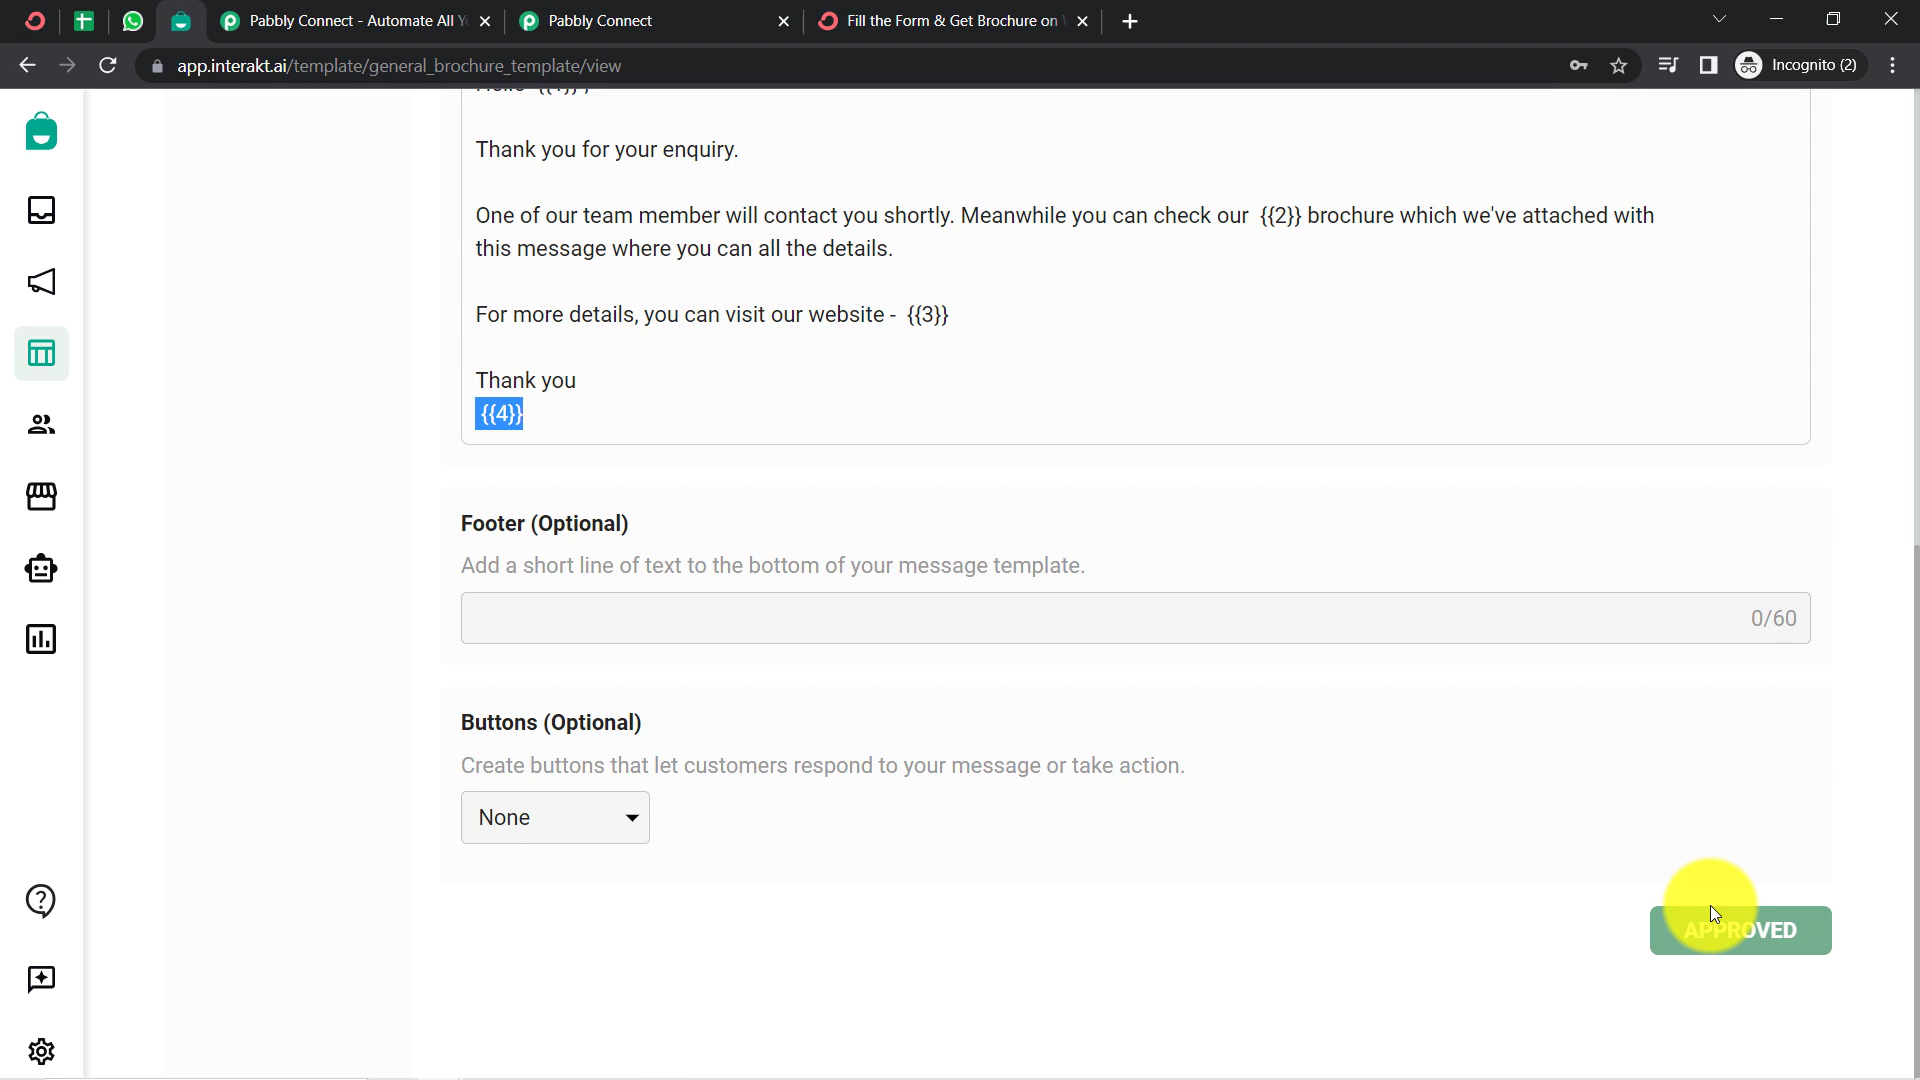 Pabbly Connect - Automate All Y
Pabbly Connect
Fill the Form & Get Brochure on
app.interakt.ai/template/general_brochure_template/view
Incognito (2)
Thank you for your enquiry.
One of our team member will contact you shortly. Meanwhile you can check our {{2}} brochure which we've attached with
this message where you can all the details.
For more details, you can visit our website - {{3}}
Thank you
{{4}}
Footer (Optional)
Add a short line of text to the bottom of your message template.
0/60
Buttons (Optional)
Create buttons that let customers respond to your message or take action.
None
APPROVED